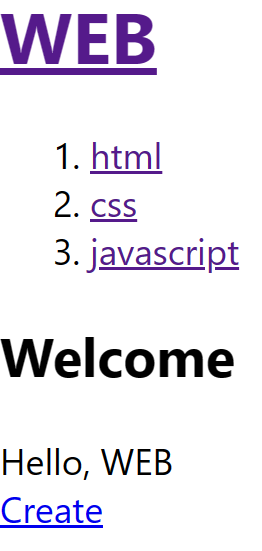 WEB
1. html
2. css
3. javascript
Welcome
Hello, WEB
Create